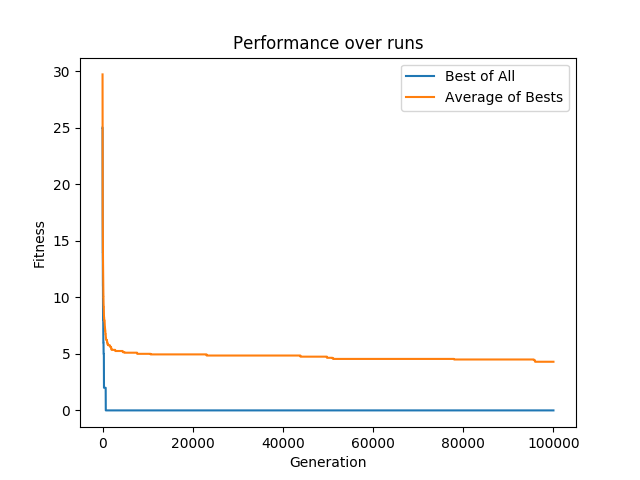 Performance over runs
Best of All
Average of Bests
Fitness
30
25
20
15
10
5
0
0 20000 40000 60000 80000 100000
Generation